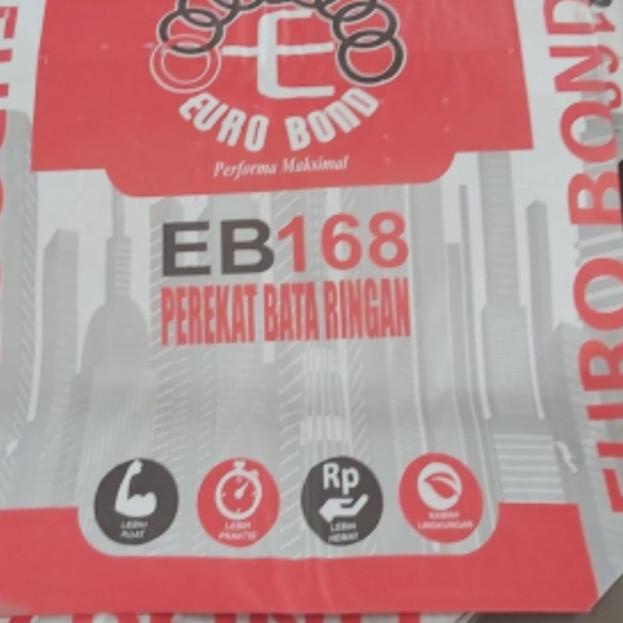 EURO BOND
Performa Maksimal
EB168
PEREKAT BATA RINGAN
Rp
LEBIH
KUAT
LEBIH
PRAKTIS
LEBIH
HEMAT
RAMAH
LINGKUNGAN
EURO BOND